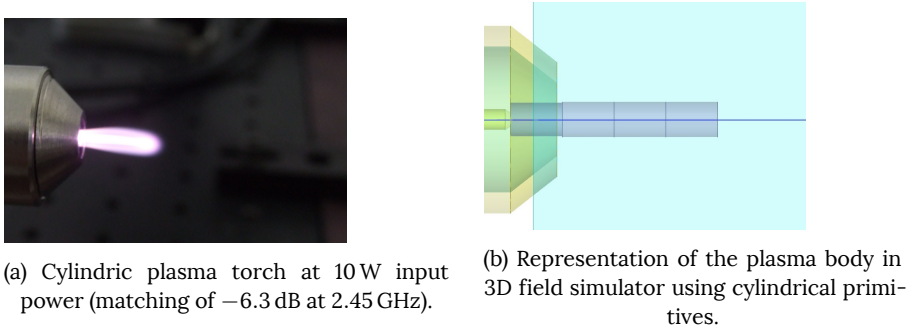 (a) Cylindric plasma torch at 10 W input
power (matching of −6.3 dB at 2.45 GHz).
(b) Representation of the plasma body in
3D field simulator using cylindrical primi-
tives.